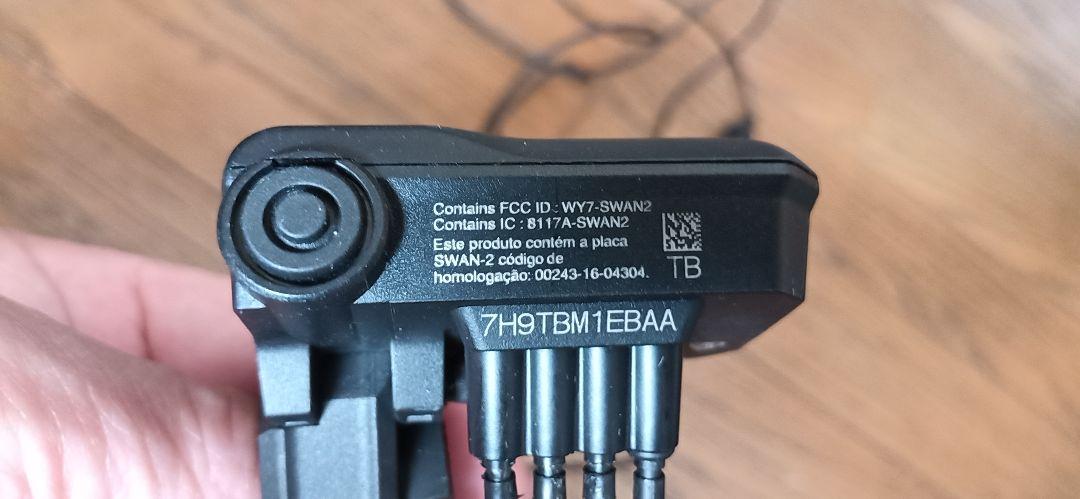 Contains FCC ID : WY7-SWAN2
Contains IC : 8117A-SWAN2
Este produto contém a placa
SWAN-2 código de
homologação: 00243-16-04304.
TB
7H9TBM1EBAA